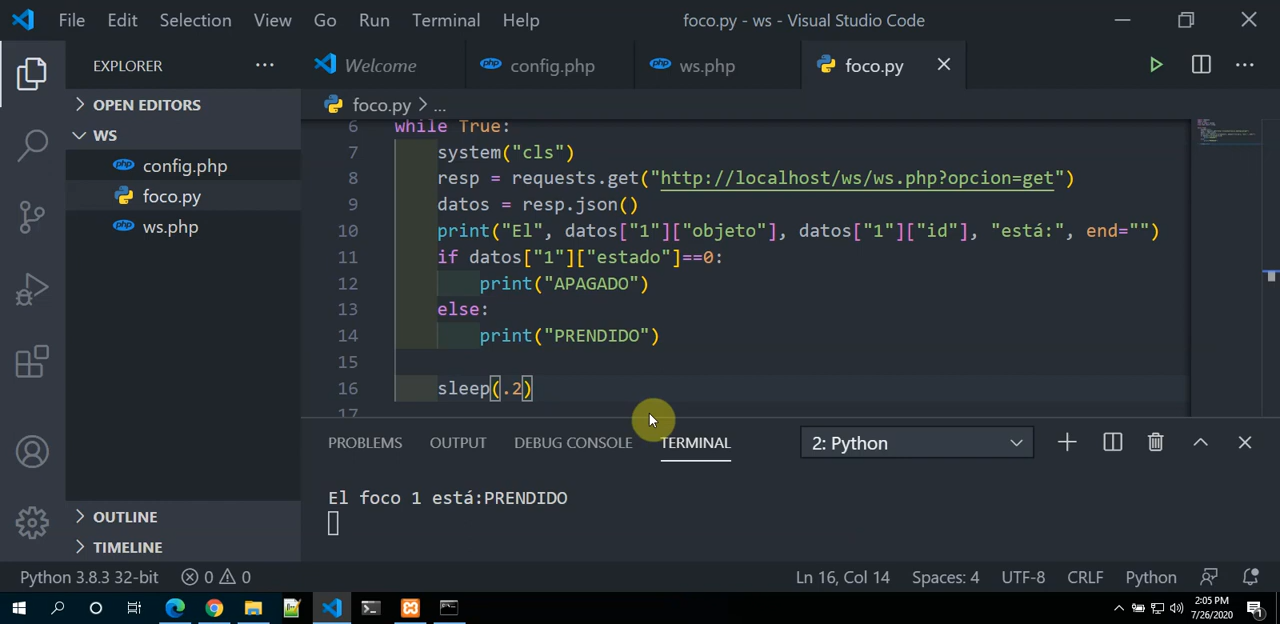 File Edit Selection View Go Run Terminal Help foco.py - ws - Visual Studio Code
EXPLORER ... Welcome config.php ws.php foco.py ...
OPEN EDITORS
foco.py > ...
WS
config.php
foco.py
ws.php
6 while True:
7 system("cls")
8 resp = requests.get("http://localhost/ws/ws.php?opcion=get")
9 datos = resp.json()
10 print("El", datos["1"]["objeto"], datos["1"]["id"], "está:", end="")
11 if datos["1"]["estado"]==0:
12 print("APAGADO")
13 else:
14 print("PRENDIDO")
15
16 sleep(.2)
17
PROBLEMS OUTPUT DEBUG CONSOLE TERMINAL 2: Python
El foco 1 está:PRENDIDO
OUTLINE
TIMELINE
Python 3.8.3 32-bit 0 0 Ln 16, Col 14 Spaces: 4 UTF-8 CRLF Python
2:05 PM
7/26/2020
1